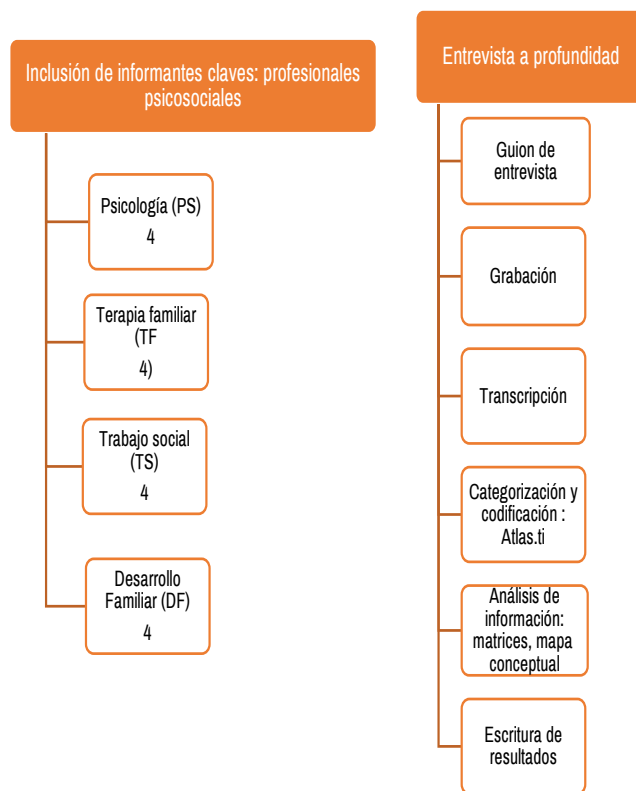 Inclusión de informantes claves: profesionales
psicosociales
Psicología (PS)
4
Terapia familiar
(TF
4)
Trabajo social
(TS)
4
Desarrollo
Familiar (DF)
4
Entrevista a profundidad
Guion de
entrevista
Grabación
Transcripción
Categorización y
codificación :
Atlas.ti
Análisis de
información:
matrices, mapa
conceptual
Escritura de
resultados